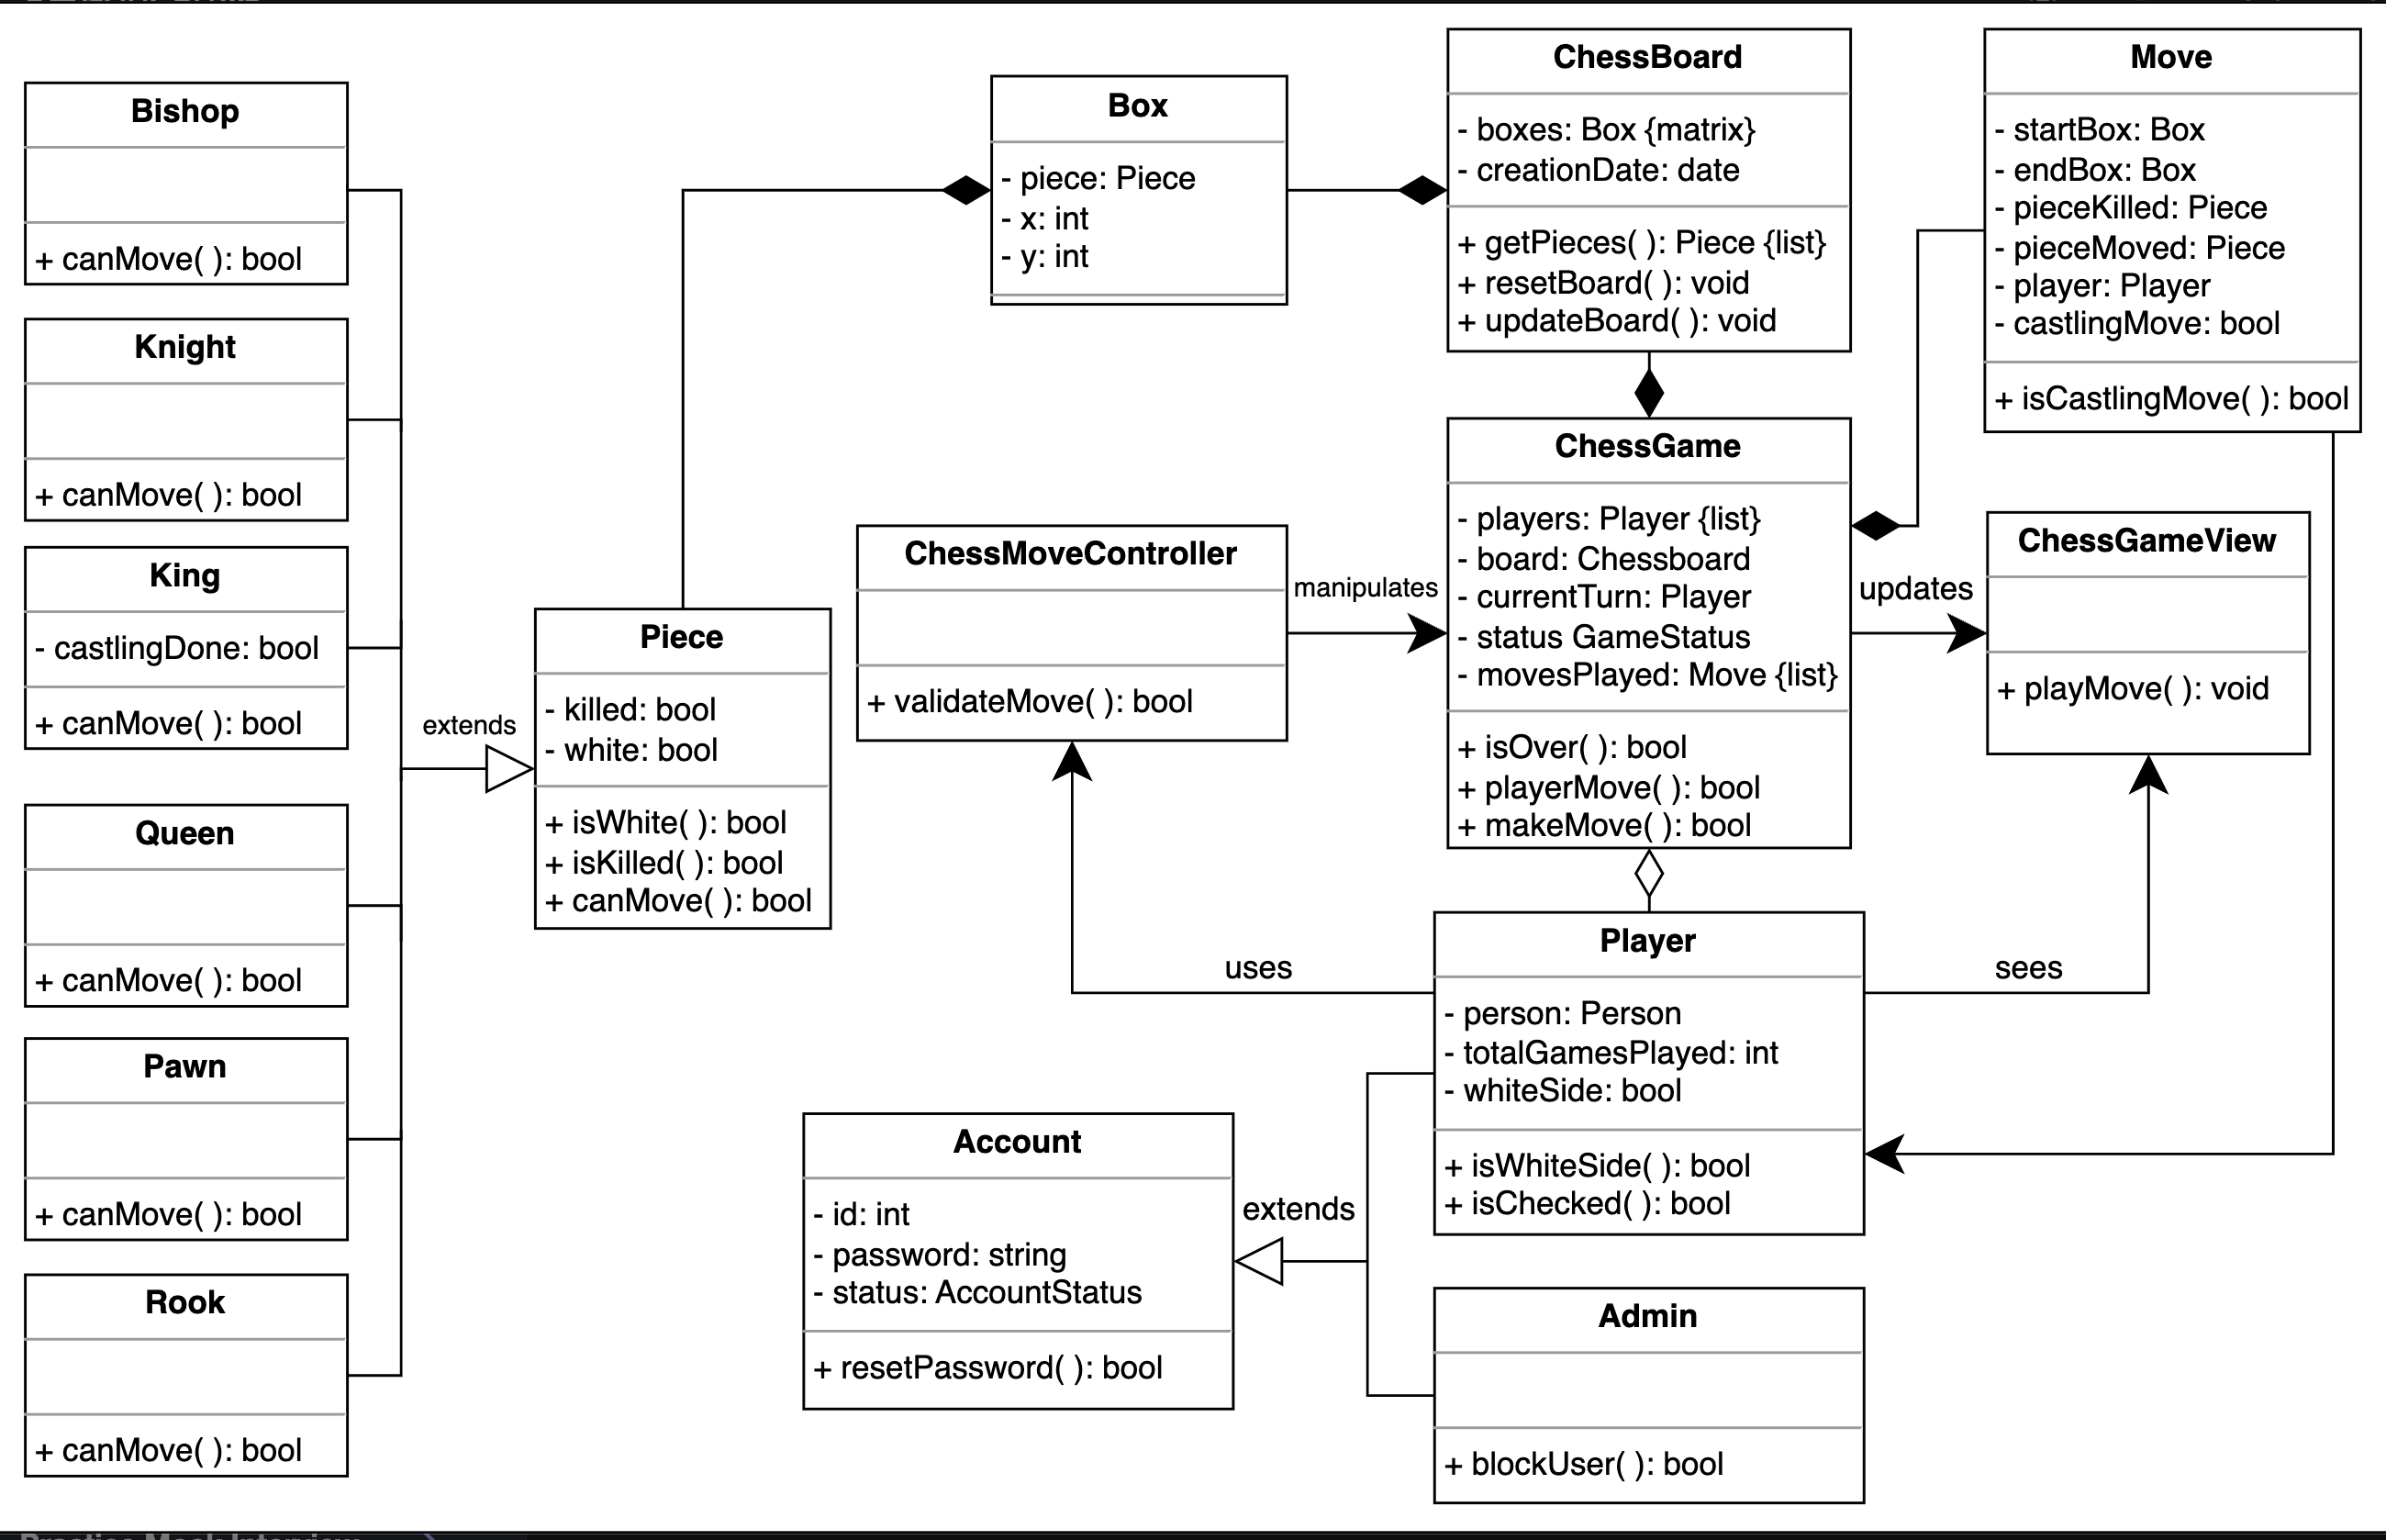 Bishop
+ canMove( ): bool
Knight
+ canMove( ): bool
King
- castlingDone: bool
+ canMove( ): bool
Queen
+ canMove( ): bool
Pawn
+ canMove( ): bool
Rook
+ canMove( ): bool
extends
Piece
- killed: bool
- white: bool
+ isWhite( ): bool
+ isKilled( ): bool
+ canMove( ): bool
Box
- piece: Piece
- x: int
- y: int
ChessBoard
- boxes: Box {matrix}
- creationDate: date
+ getPieces( ): Piece {list}
+ resetBoard( ): void
+ updateBoard( ): void
Move
- startBox: Box
- endBox: Box
- pieceKilled: Piece
- pieceMoved: Piece
- player: Player
- castlingMove: bool
+ isCastlingMove( ): bool
ChessMoveController
+ validateMove( ): bool
manipulates
ChessGame
- players: Player {list}
- board: Chessboard
- currentTurn: Player
- status GameStatus
- movesPlayed: Move {list}
+ isOver( ): bool
+ playerMove( ): bool
+ makeMove( ): bool
updates
ChessGameView
+ playMove( ): void
uses
sees
Player
- person: Person
- totalGamesPlayed: int
- whiteSide: bool
+ isWhiteSide( ): bool
+ isChecked( ): bool
Account
- id: int
- password: string
- status: AccountStatus
+ resetPassword( ): bool
extends
Admin
+ blockUser( ): bool
Practice Mock Interview